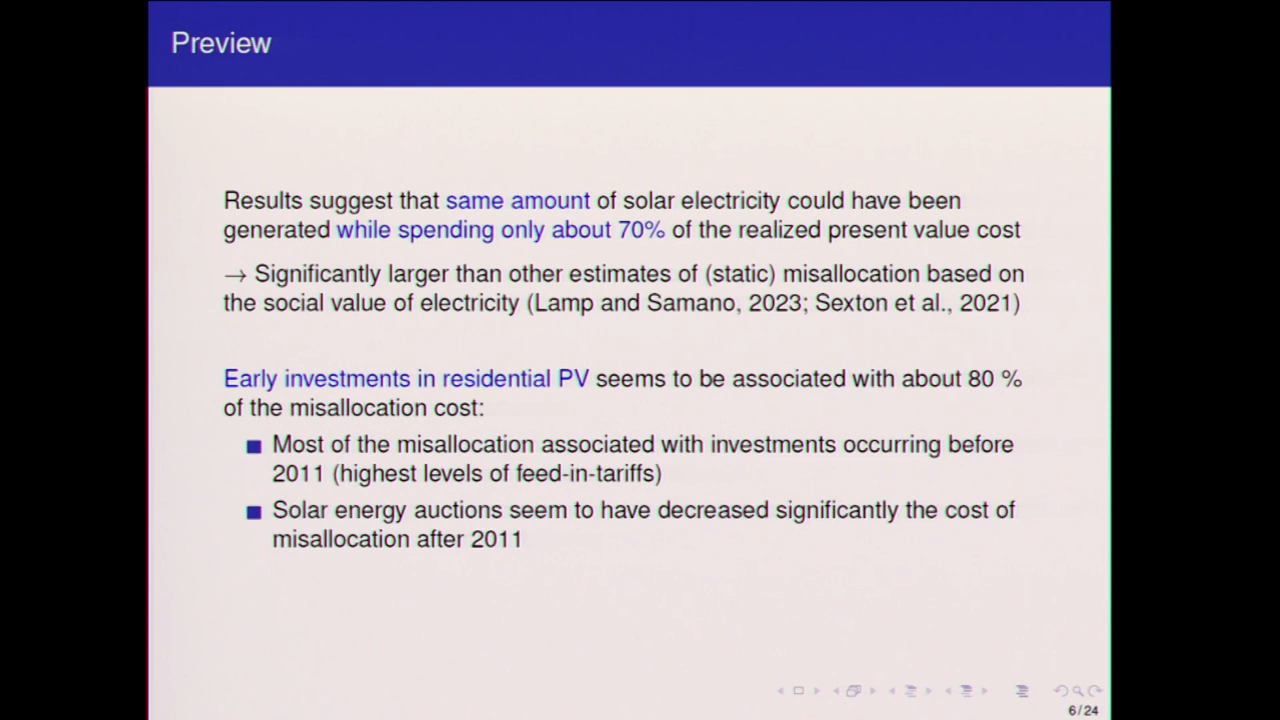 Preview
Results suggest that same amount of solar electricity could have been
generated while spending only about 70% of the realized present value cost
→ Significantly larger than other estimates of (static) misallocation based on
the social value of electricity (Lamp and Samano, 2023; Sexton et al., 2021)
Early investments in residential PV seems to be associated with about 80 %
of the misallocation cost:
Most of the misallocation associated with investments occurring before
2011 (highest levels of feed-in-tariffs)
Solar energy auctions seem to have decreased significantly the cost of
misallocation after 2011
6/24